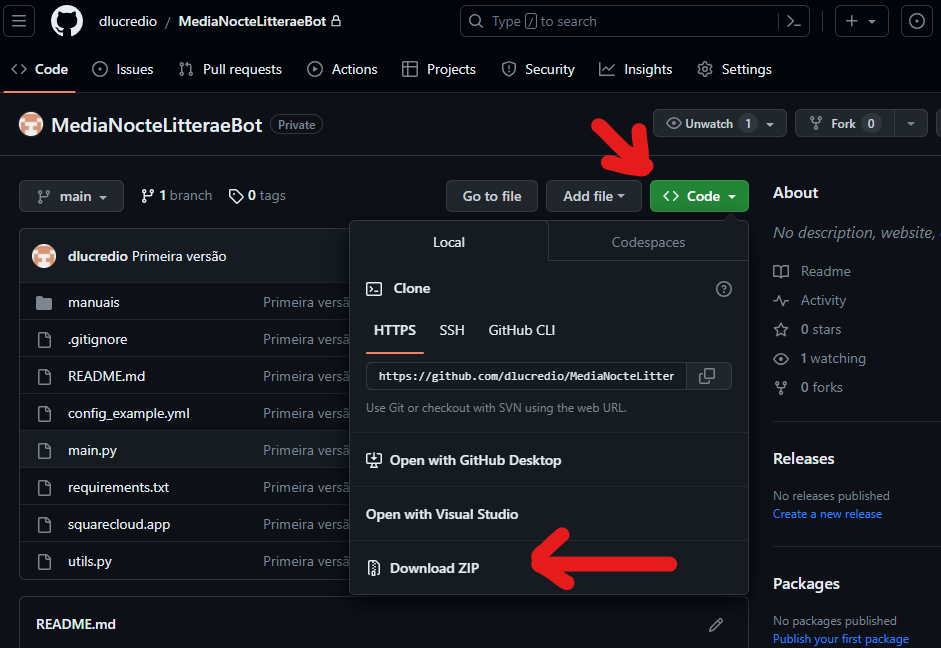 dlucredio / MediaNocteLitteraeBot
Type / to search
Code Issues Pull requests Actions Projects Security Insights Settings
MediaNocteLitteraeBot Private
Unwatch 1 Fork 0
main 1 branch 0 tags Go to file Add file Code
Local Codespaces
Clone
HTTPS SSH GitHub CLI
https://github.com/dlucredio/MediaNocteLitter
Use Git or checkout with SVN using the web URL.
Open with GitHub Desktop
Open with Visual Studio
Download ZIP
dlucredio Primeira versão
manuais Primeira versã
.gitignore Primeira versã
README.md Primeira versã
config_example.yml Primeira versã
main.py Primeira versã
requirements.txt Primeira versã
squarecloud.app Primeira versã
utils.py Primeira versã
README.md
About
No description, website,
Readme
Activity
0 stars
1 watching
0 forks
Releases
No releases published
Create a new release
Packages
No packages published
Publish your first package